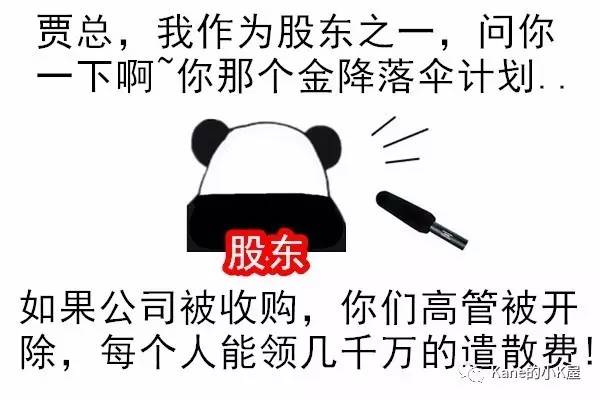 贾总，我作为股东之一，问你
一下啊~你那个金降落伞计划..
股东
如果公司被收购，你们高管被开
除，每个人能领几千万的遣散费！
Kane的小K屋